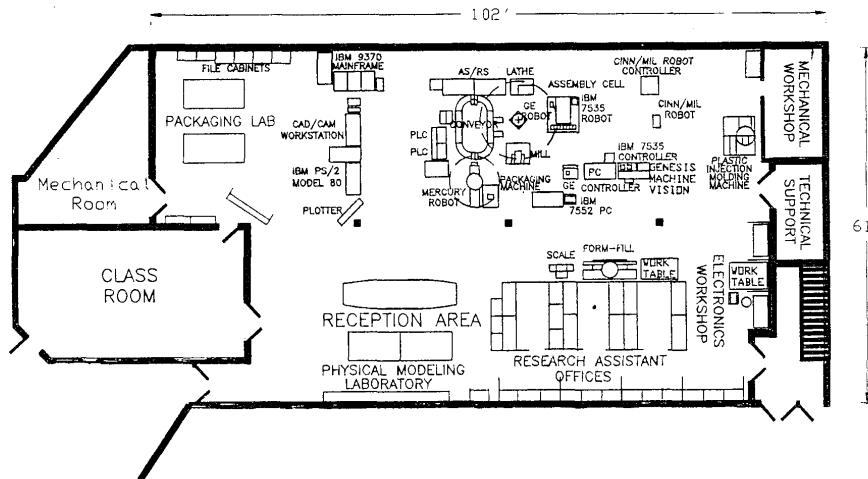 102'
IBM 9370
MAINFRAME
FILE CABINETS
AS/RS
LATHE
ASSEMBLY CELL
CINN/MIL ROBOT
CONTROLLER
MECHANICAL
WORKSHOP
PACKAGING LAB
CAD/CAM
WORKSTATION
CONVEYOR
GE
ROBOT
IBM
7535
ROBOT
CINN/MIL
ROBOT
PLC
PLC
MILL
IBM 7535
CONTROLLER
IBM PS/2
MODEL 80
PACKAGING
MACHINE
PC
GENESIS
MACHINE
VISION
PLASTIC
INJECTION
MOLDING
MACHINE
Mechanical
Room
MERCURY
ROBOT
GE
CONTROLLER
IBM
7552 PC
TECHNICAL
SUPPORT
PLOTTER
61
CLASS
ROOM
SCALE
FORM-FILL
WORK
TABLE
ELECTRONICS
WORKSHOP
WORK
TABLE
RECEPTION AREA
PHYSICAL MODELING
LABORATORY
RESEARCH ASSISTANT
OFFICES